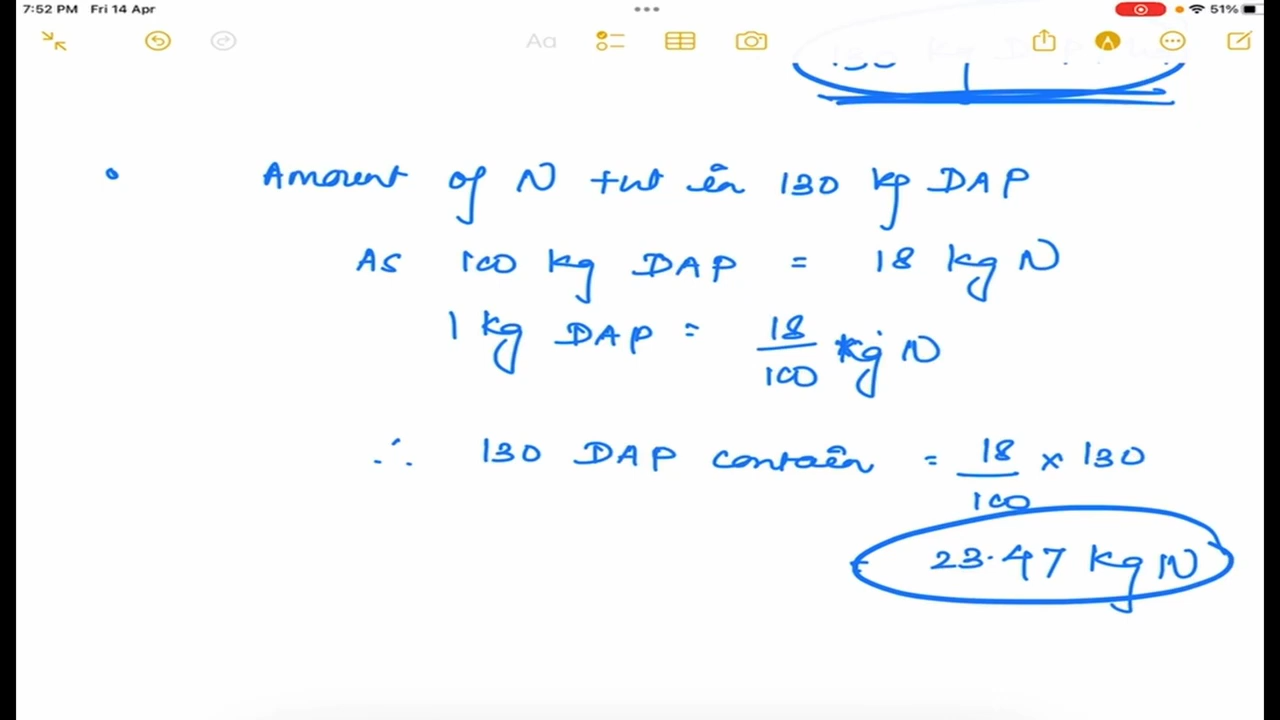 7:52 PM Fri 14 Apr
51%
Aa
Amount of N in 130 kg DAP
As 100 kg DAP = 18 kg N
1 kg DAP = 18/100 kg N
∴ 130 DAP contain = 18/100 × 130
= 23.47 kg N